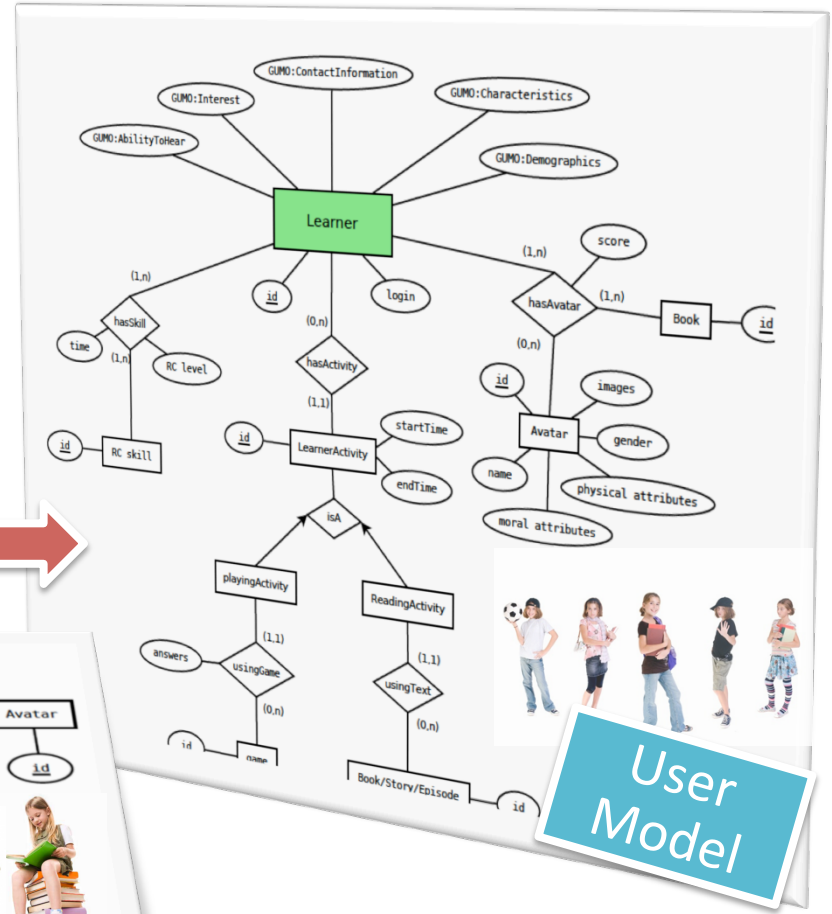 GUMO:ContactInformation
GUMO:Interest
GUMO:Characteristics
GUMO:AbilityToHear
GUMO:Demographics
Learner
score
(1,n)
(1,n)
id
login
hasAvatar
(1,n)
Book
id
hasSkill
(0,n)
(0,n)
time
(1,n)
RC level
hasActivity
id
images
(1,1)
startTime
Avatar
gender
id
LearnerActivity
id
RC skill
name
endTime
physical attributes
isA
moral attributes
playingActivity
ReadingActivity
(1,1)
(1,1)
answers
usingGame
usingText
(0,n)
(0,n)
id
game
Book/Story/Episode
id
Avatar
id
User
Model